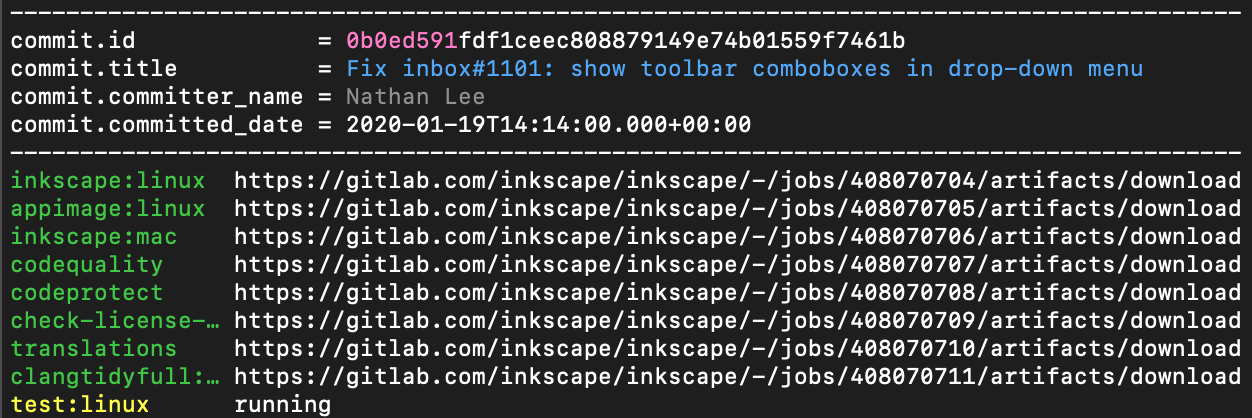 commit.id             = 0b0ed591fdf1ceec808879149e74b01559f7461b
commit.title          = Fix inbox#1101: show toolbar comboboxes in drop-down menu
commit.committer_name = Nathan Lee
commit.committed_date = 2020-01-19T14:14:00.000+00:00
inkscape:linux  https://gitlab.com/inkscape/inkscape/-/jobs/408070704/artifacts/download
appimage:linux  https://gitlab.com/inkscape/inkscape/-/jobs/408070705/artifacts/download
inkscape:mac    https://gitlab.com/inkscape/inkscape/-/jobs/408070706/artifacts/download
codequality     https://gitlab.com/inkscape/inkscape/-/jobs/408070707/artifacts/download
codeprotect     https://gitlab.com/inkscape/inkscape/-/jobs/408070708/artifacts/download
check-license-… https://gitlab.com/inkscape/inkscape/-/jobs/408070709/artifacts/download
translations    https://gitlab.com/inkscape/inkscape/-/jobs/408070710/artifacts/download
clangtidyfull:… https://gitlab.com/inkscape/inkscape/-/jobs/408070711/artifacts/download
test:linux      running